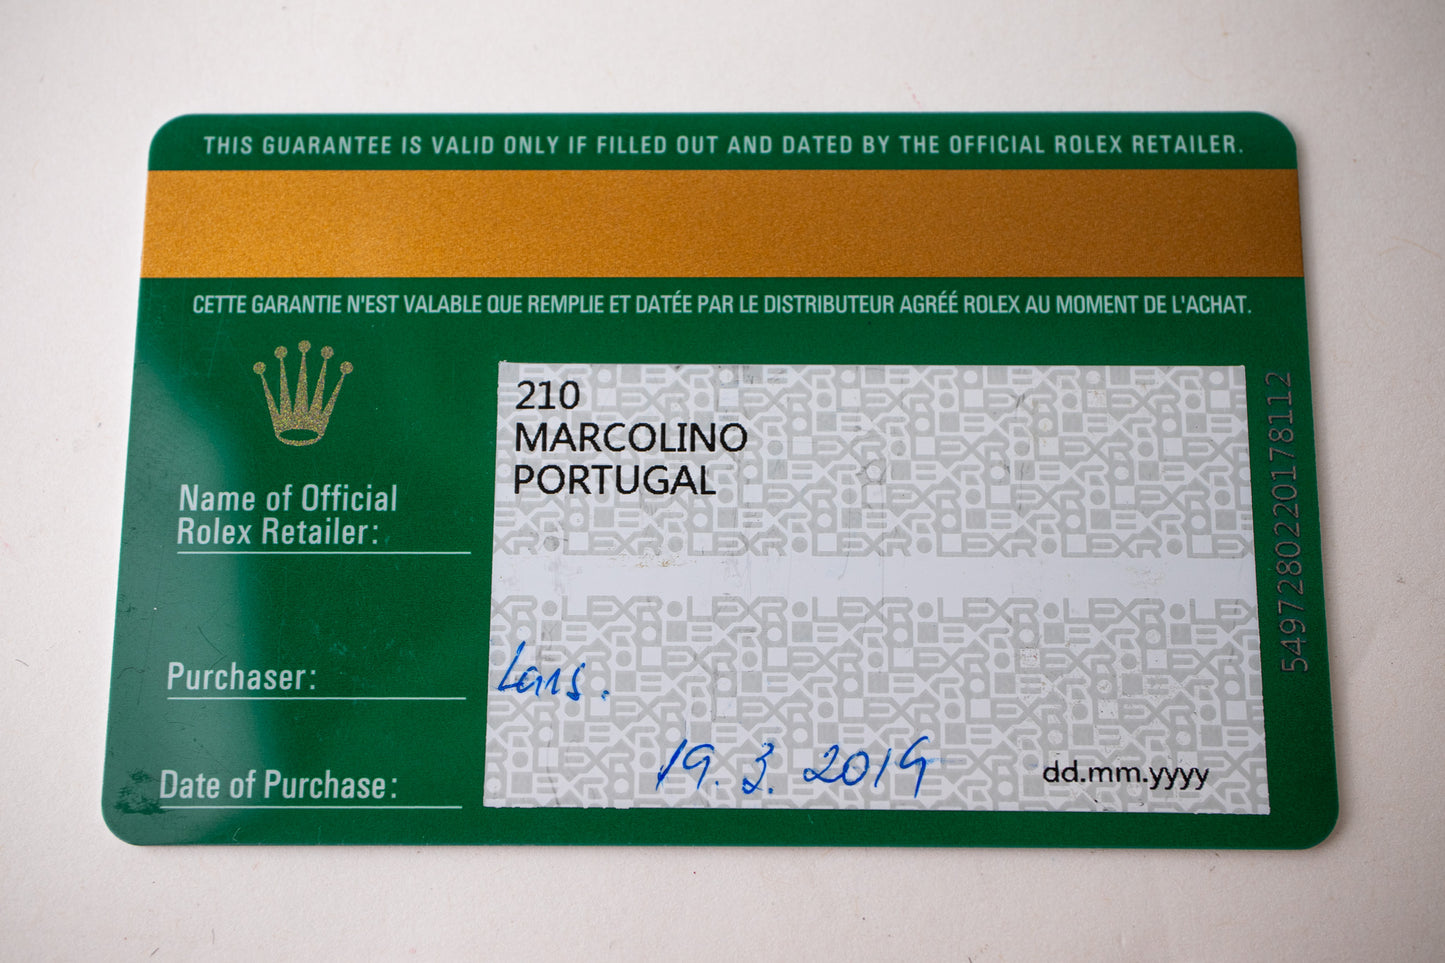 THIS GUARANTEE IS VALID ONLY IF FILLED OUT AND DATED BY THE OFFICIAL ROLEX RETAILER.
CETTE GARANTIE N'EST VALABLE QUE REMPLIE ET DATÉE PAR LE DISTRIBUTEUR AGRÉÉ ROLEX AU MOMENT DE L'ACHAT.
210
MARCOLINO
PORTUGAL
Name of Official
Rolex Retailer:
Purchaser:
Lars.
Date of Purchase:
19.3.2019
dd.mm.yyyy
5497280220178112